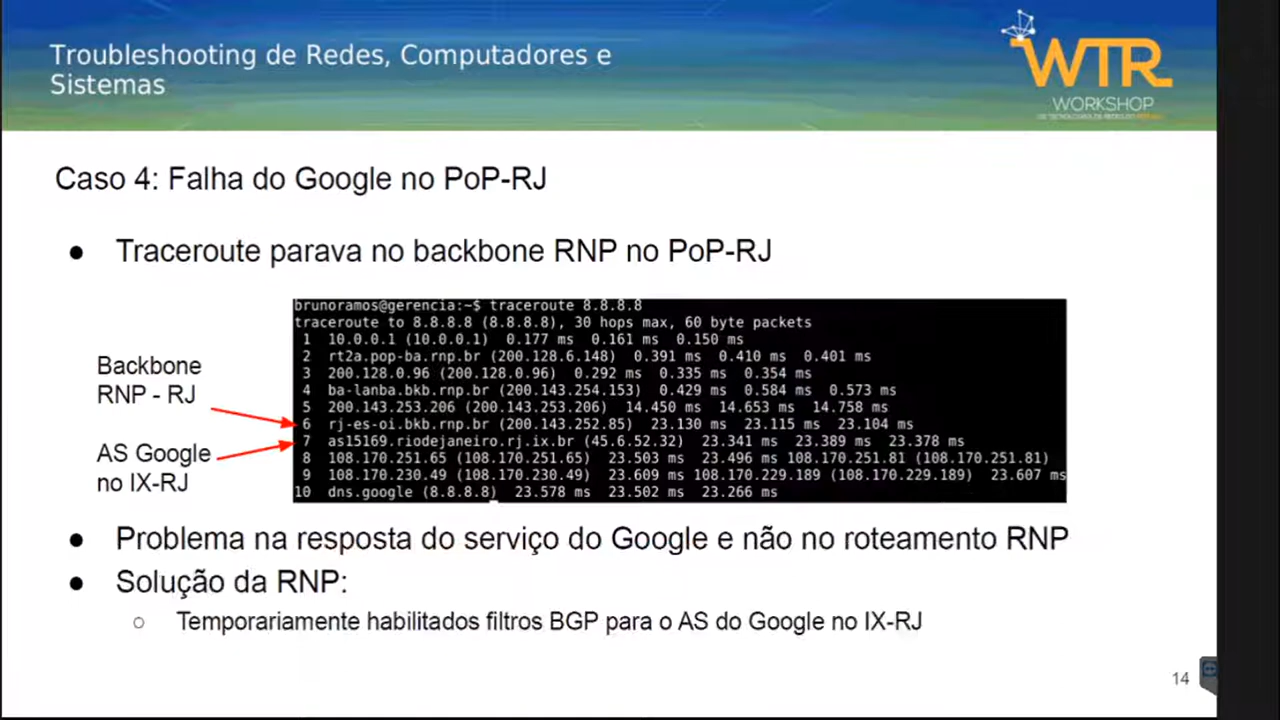 Troubleshooting de Redes, Computadores e
Sistemas
WTR
WORKSHOP
Caso 4: Falha do Google no PoP-RJ
● Traceroute parava no backbone RNP no PoP-RJ
Backbone
RNP - RJ
AS Google
no IX-RJ
brunoramos@gerencia:~$ traceroute 8.8.8.8
traceroute to 8.8.8.8 (8.8.8.8), 30 hops max, 60 byte packets
1 10.0.0.1 (10.0.0.1) 0.177 ms 0.161 ms 0.150 ms
2 rt2a.pop-ba.rnp.br (200.128.6.148) 0.391 ms 0.410 ms 0.401 ms
3 200.128.0.96 (200.128.0.96) 0.292 ms 0.335 ms 0.354 ms
4 ba-lanba.bkb.rnp.br (200.143.254.153) 0.429 ms 0.584 ms 0.573 ms
5 200.143.253.206 (200.143.253.206) 14.450 ms 14.653 ms 14.758 ms
6 rj-es-oi.bkb.rnp.br (200.143.252.85) 23.130 ms 23.115 ms 23.104 ms
7 as15169.riodejaneiro.rj.ix.br (45.6.52.32) 23.341 ms 23.389 ms 23.378 ms
8 108.170.251.65 (108.170.251.65) 23.503 ms 23.496 ms 108.170.251.81 (108.170.251.81)
9 108.170.230.49 (108.170.230.49) 23.609 ms 108.170.229.189 (108.170.229.189) 23.607 ms
10 dns.google (8.8.8.8) 23.578 ms 23.502 ms 23.266 ms
● Problema na resposta do serviço do Google e não no roteamento RNP
● Solução da RNP:
○ Temporariamente habilitados filtros BGP para o AS do Google no IX-RJ
14